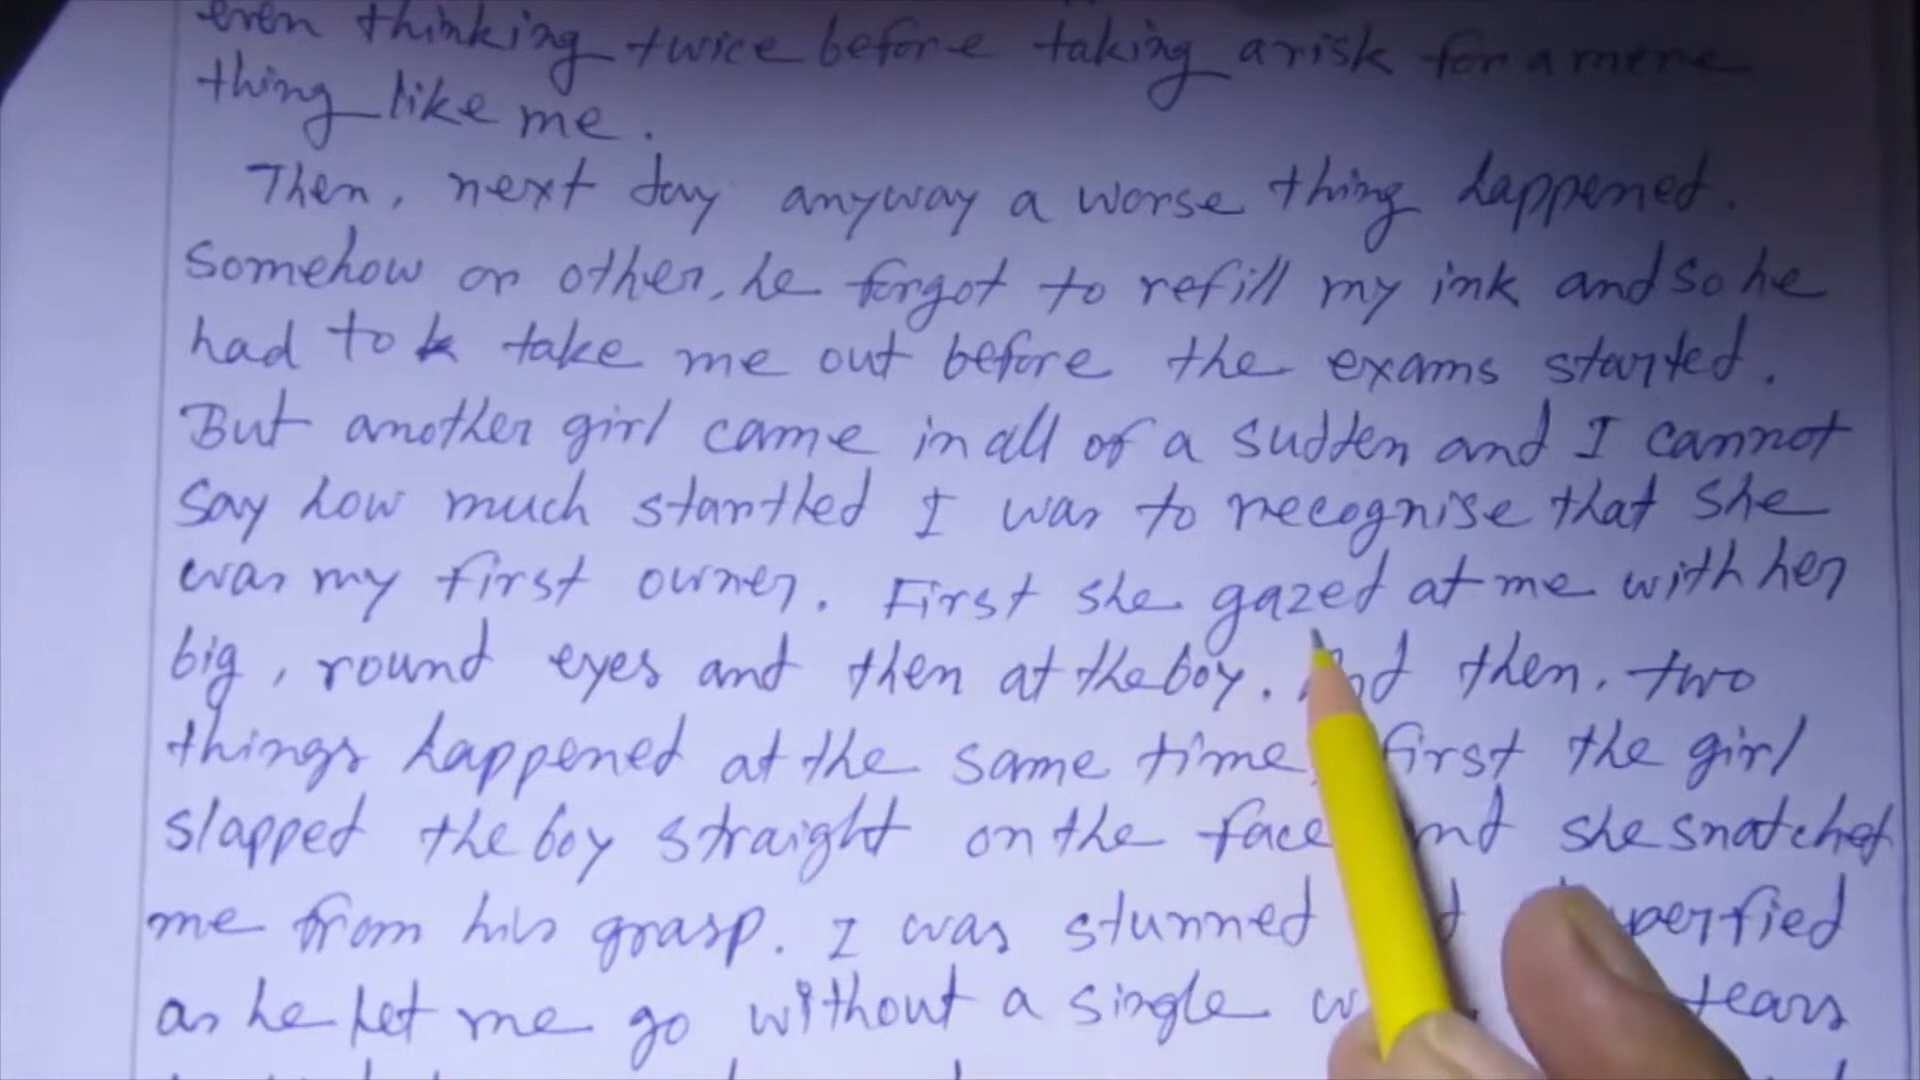 even thinking twice before taking a risk for a mere
thing like me.
Then, next day anyway a worse thing happened.
Somehow or other, he forgot to refill my ink and so he
had to take me out before the exams started.
But another girl came in all of a sudden and I cannot
say how much startled I was to recognise that she
was my first owner. First she gazed at me with her
big, round eyes and then at the boy. And then, two
things happened at the same time, first the girl
slapped the boy straight on the face and she snatched
me from his grasp. I was stunned
as he let me go without a single tears